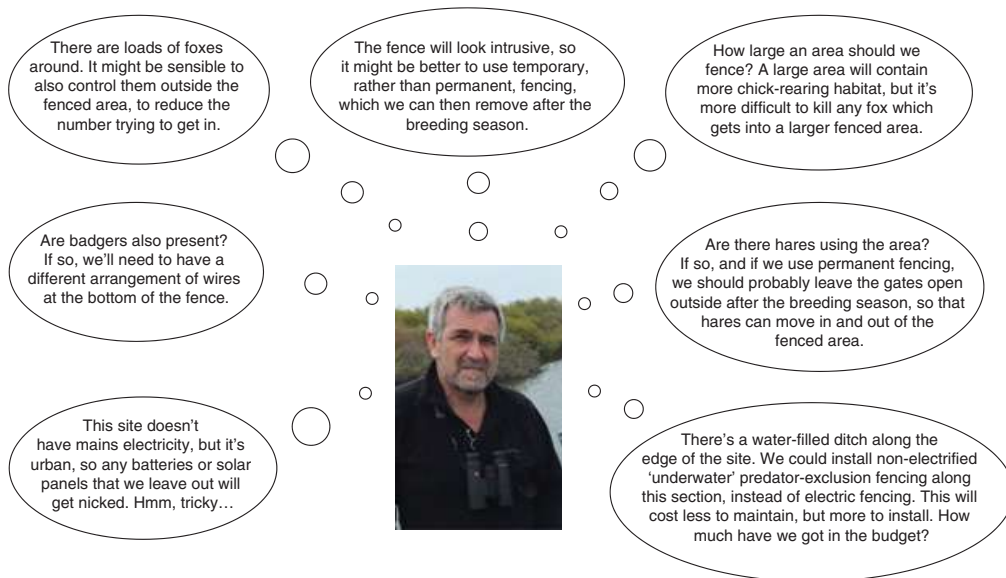 There are loads of foxes
around. It might be sensible to
also control them outside the
fenced area, to reduce the
number trying to get in.
The fence will look intrusive, so
it might be better to use temporary,
rather than permanent, fencing,
which we can then remove after the
breeding season.
How large an area should we
fence? A large area will contain
more chick-rearing habitat, but it’s
more difficult to kill any fox which
gets into a larger fenced area.
Are badgers also present?
If so, we’ll need to have a
different arrangement of wires
at the bottom of the fence.
Are there hares using the area?
If so, and if we use permanent fencing,
we should probably leave the gates open
outside after the breeding season, so that
hares can move in and out of the
fenced area.
This site doesn’t
have mains electricity, but it’s
urban, so any batteries or solar
panels that we leave out will
get nicked. Hmm, tricky…
There’s a water-filled ditch along the
edge of the site. We could install non-electrified
‘underwater’ predator-exclusion fencing along
this section, instead of electric fencing. This will
cost less to maintain, but more to install. How
much have we got in the budget?